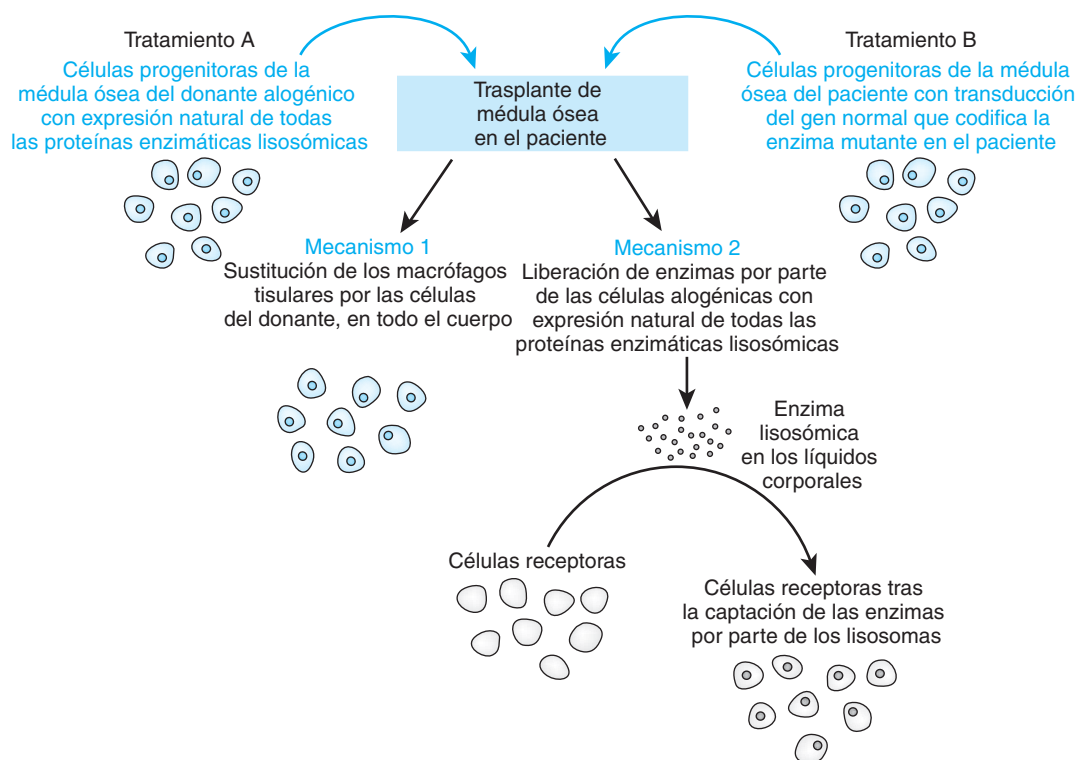 Tratamiento A
Células progenitoras de la
médula ósea del donante alogénico
con expresión natural de todas
las proteínas enzimáticas lisosómicas
Trasplante de
médula ósea
en el paciente
Tratamiento B
Células progenitoras de la médula
ósea del paciente con transducción
del gen normal que codifica la
enzima mutante en el paciente
Mecanismo 1
Sustitución de los macrófagos
tisulares por las células
del donante, en todo el cuerpo
Mecanismo 2
Liberación de enzimas por parte
de las células alogénicas con
expresión natural de todas las
proteínas enzimáticas lisosómicas
Enzima
lisosómica
en los líquidos
corporales
Células receptoras
Células receptoras tras
la captación de las enzimas
por parte de los lisosomas